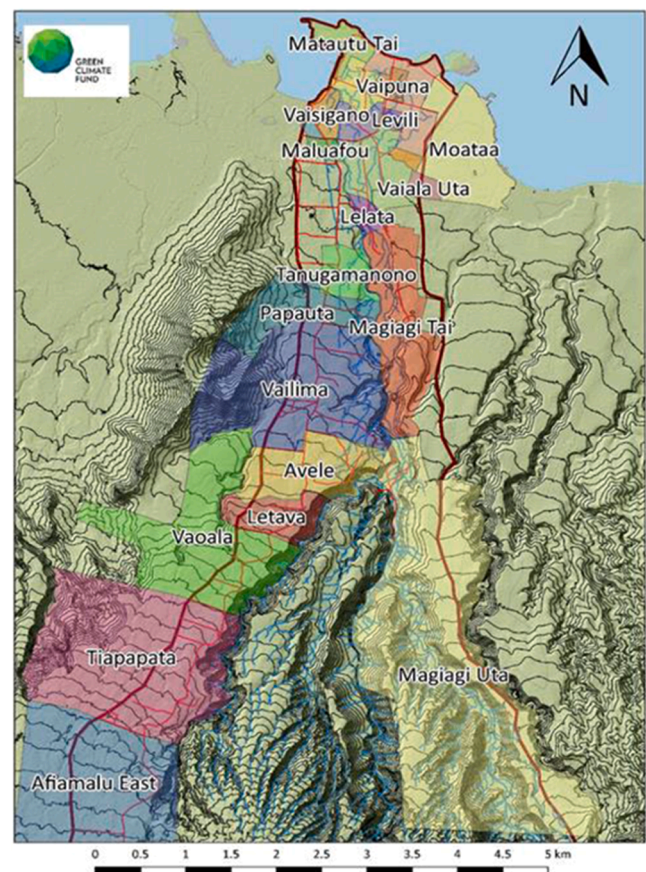 GREEN
CLIMATE
FUND
N
Matautu Tai
Vaipuna
Vaisigano
Levili
Maluafou
Moataa
Vaiala Uta
Lelata
Tanugamanono
Papauta
Magiagi Tai
Vailima
Avele
Letava
Vaoala
Tiapapata
Magiagi Uta
Afiamalu East
0 0.5 1 1.5 2 2.5 3 3.5 4 4.5 5 km